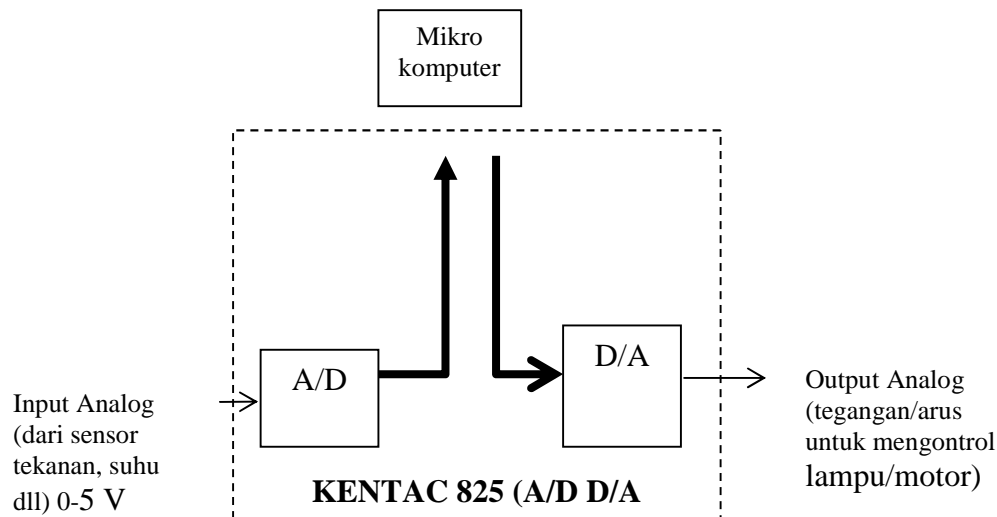 Mikro
komputer
A/D
D/A
Input Analog
(dari sensor
tekanan, suhu
dll) 0-5 V
Output Analog
(tegangan/arus
untuk mengontrol
lampu/motor)
KENTAC 825 (A/D D/A